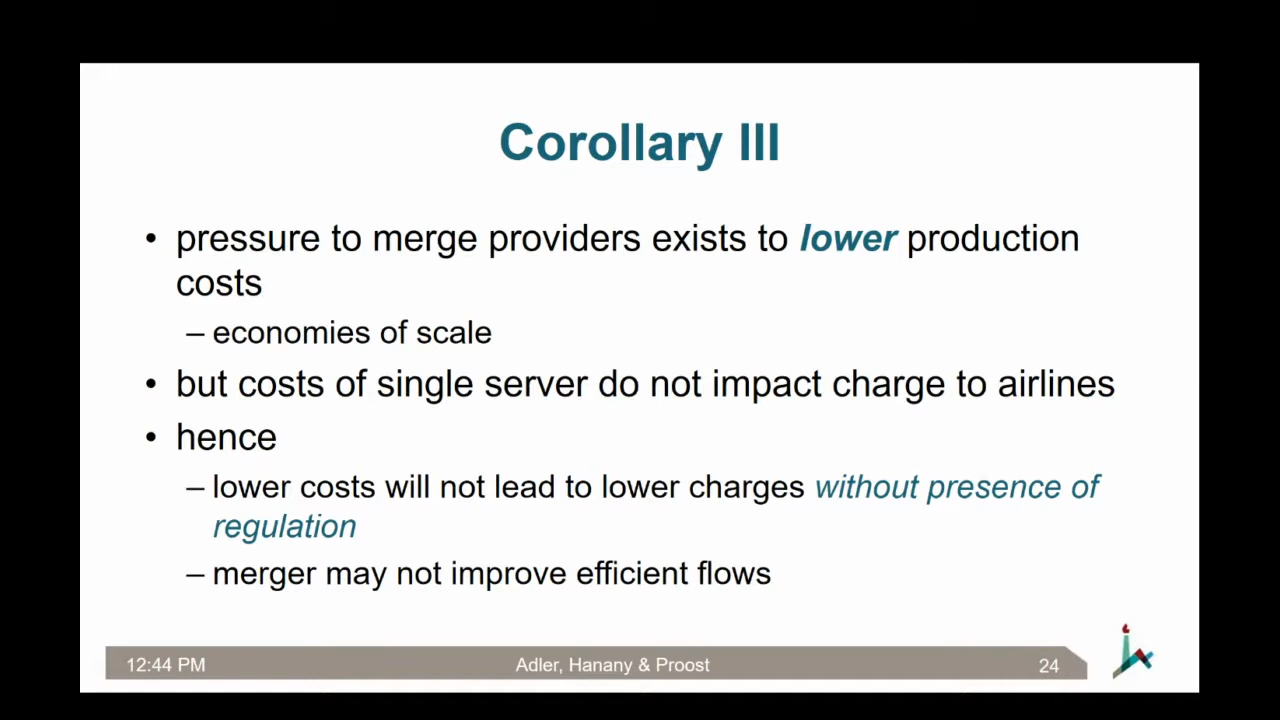 Corollary III
• pressure to merge providers exists to lower production
costs
– economies of scale
• but costs of single server do not impact charge to airlines
• hence
– lower costs will not lead to lower charges without presence of
regulation
– merger may not improve efficient flows
12:44 PM Adler, Hanany & Proost 24